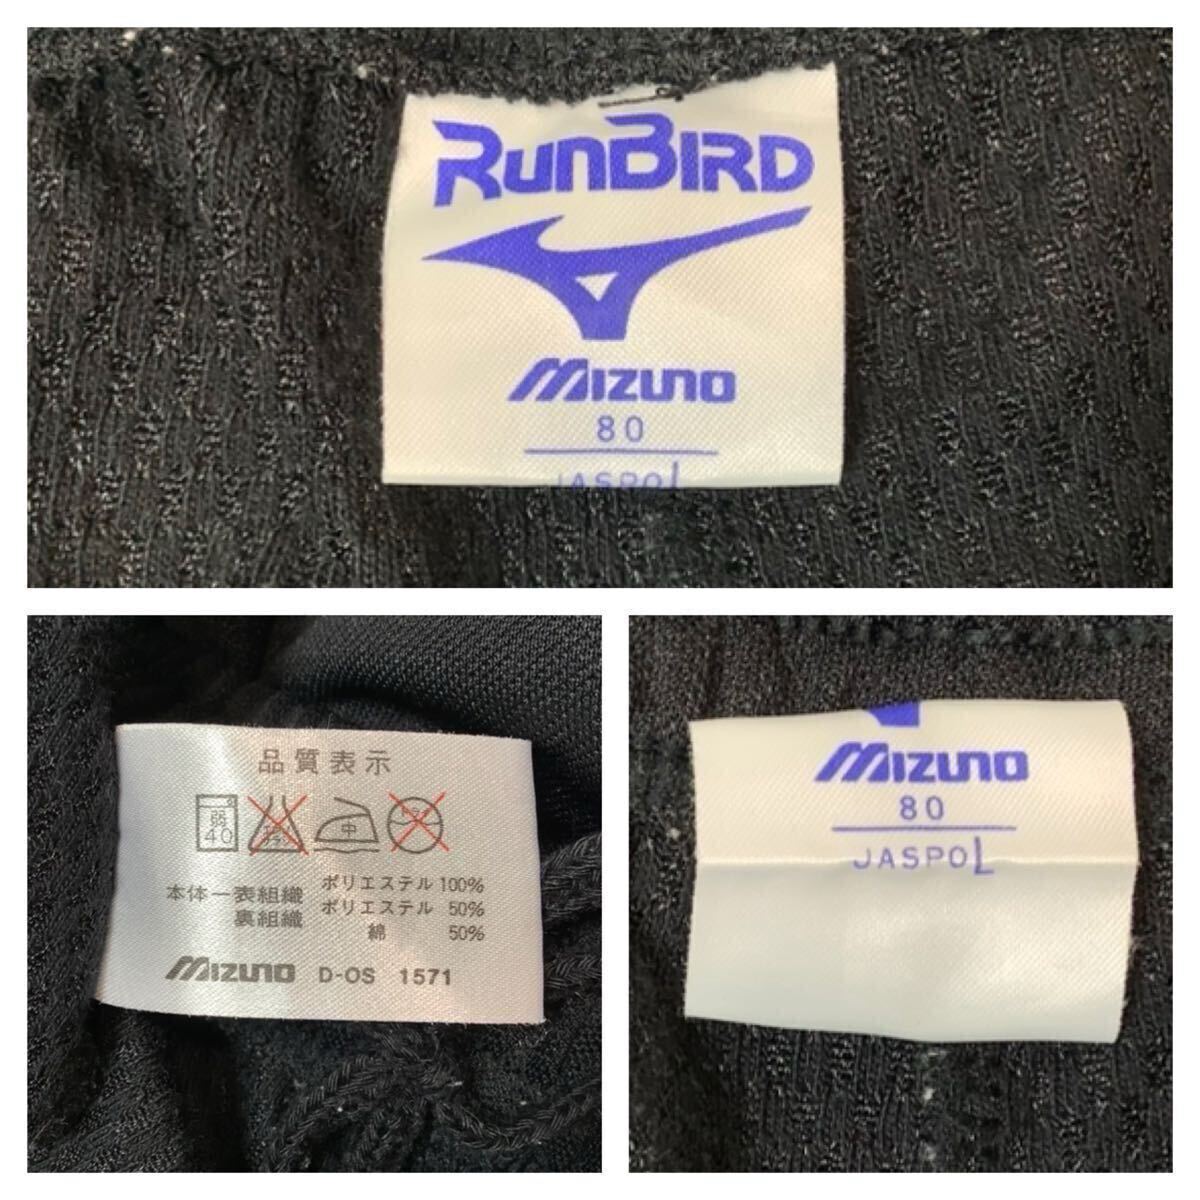 RunBIRD
Mizuno
80
JASPO L
品質表示
弱
40
中
本体ー表組織 ポリエステル 100%
裏組織 ポリエステル 50%
綿 50%
Mizuno D-OS 1571
Mizuno
80
JASPO L